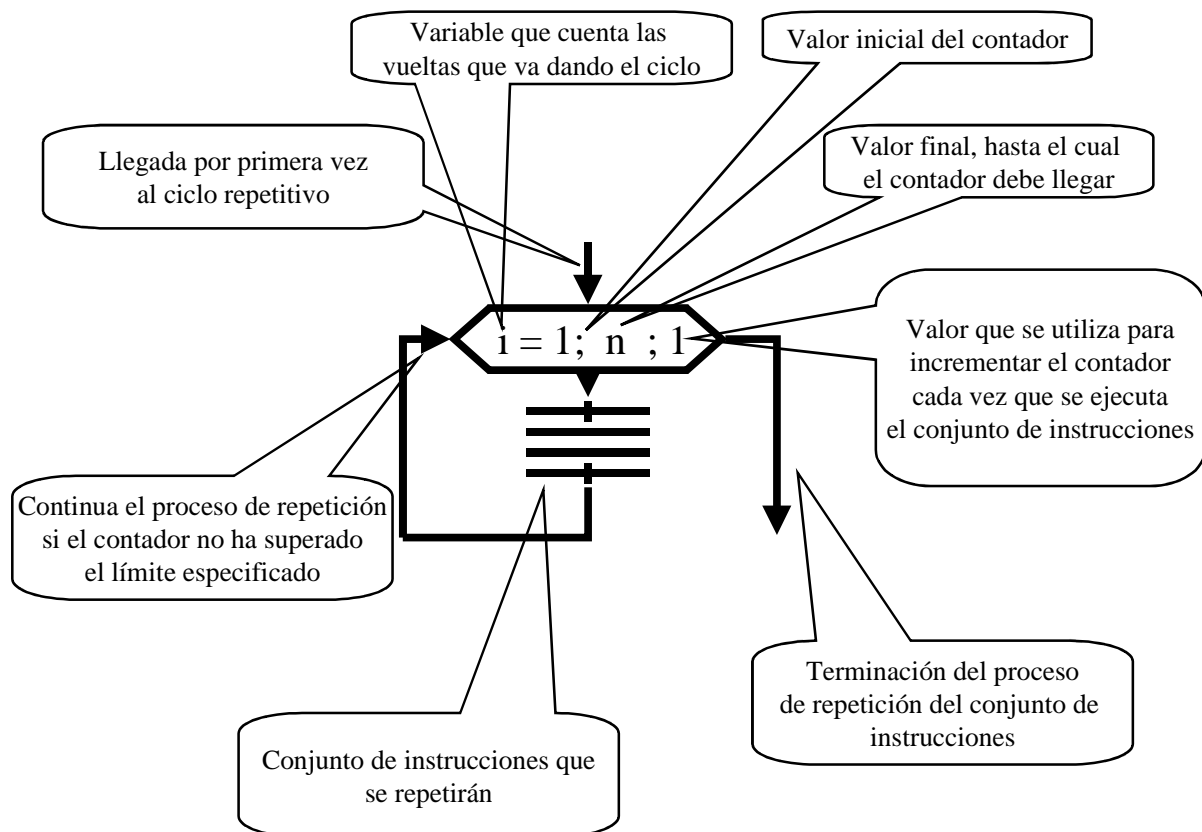 Variable que cuenta las
vueltas que va dando el ciclo
Valor inicial del contador
Llegada por primera vez
al ciclo repetitivo
Valor final, hasta el cual
el contador debe llegar
i = 1; n ; 1
Valor que se utiliza para
incrementar el contador
cada vez que se ejecuta
el conjunto de instrucciones
Continua el proceso de repetición
si el contador no ha superado
el límite especificado
Terminación del proceso
de repetición del conjunto de
instrucciones
Conjunto de instrucciones que
se repetirán